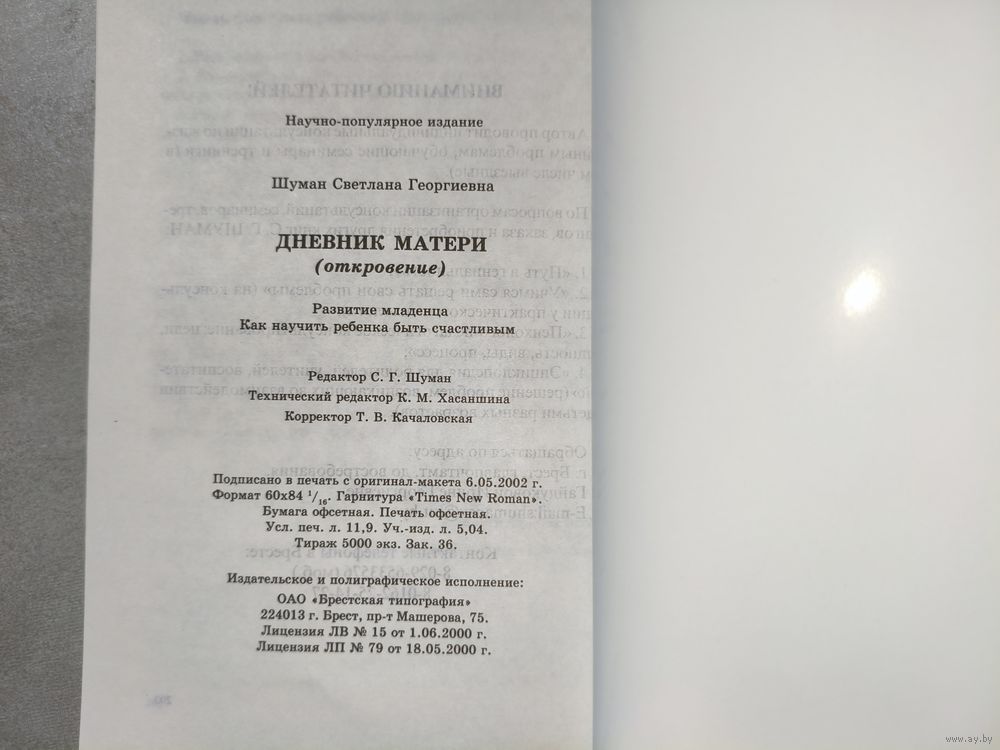 Научно-популярное издание
Шуман Светлана Георгиевна
ДНЕВНИК МАТЕРИ
(откровение)
Развитие младенца
Как научить ребенка быть счастливым
Редактор С. Г. Шуман
Технический редактор К. М. Хасаншина
Корректор Т. В. Качаловская
Подписано в печать с оригинал-макета 6.05.2002 г.
Формат 60х84 1/16. Гарнитура «Times New Roman».
Бумага офсетная. Печать офсетная.
Усл. печ. л. 11,9. Уч.-изд. л. 5,04.
Тираж 5000 экз. Зак. 36.
Издательское и полиграфическое исполнение:
ОАО «Брестская типография»
224013 г. Брест, пр-т Машерова, 75.
Лицензия ЛВ № 15 от 1.06.2000 г.
Лицензия ЛП № 79 от 18.05.2000 г.
www.ay.by